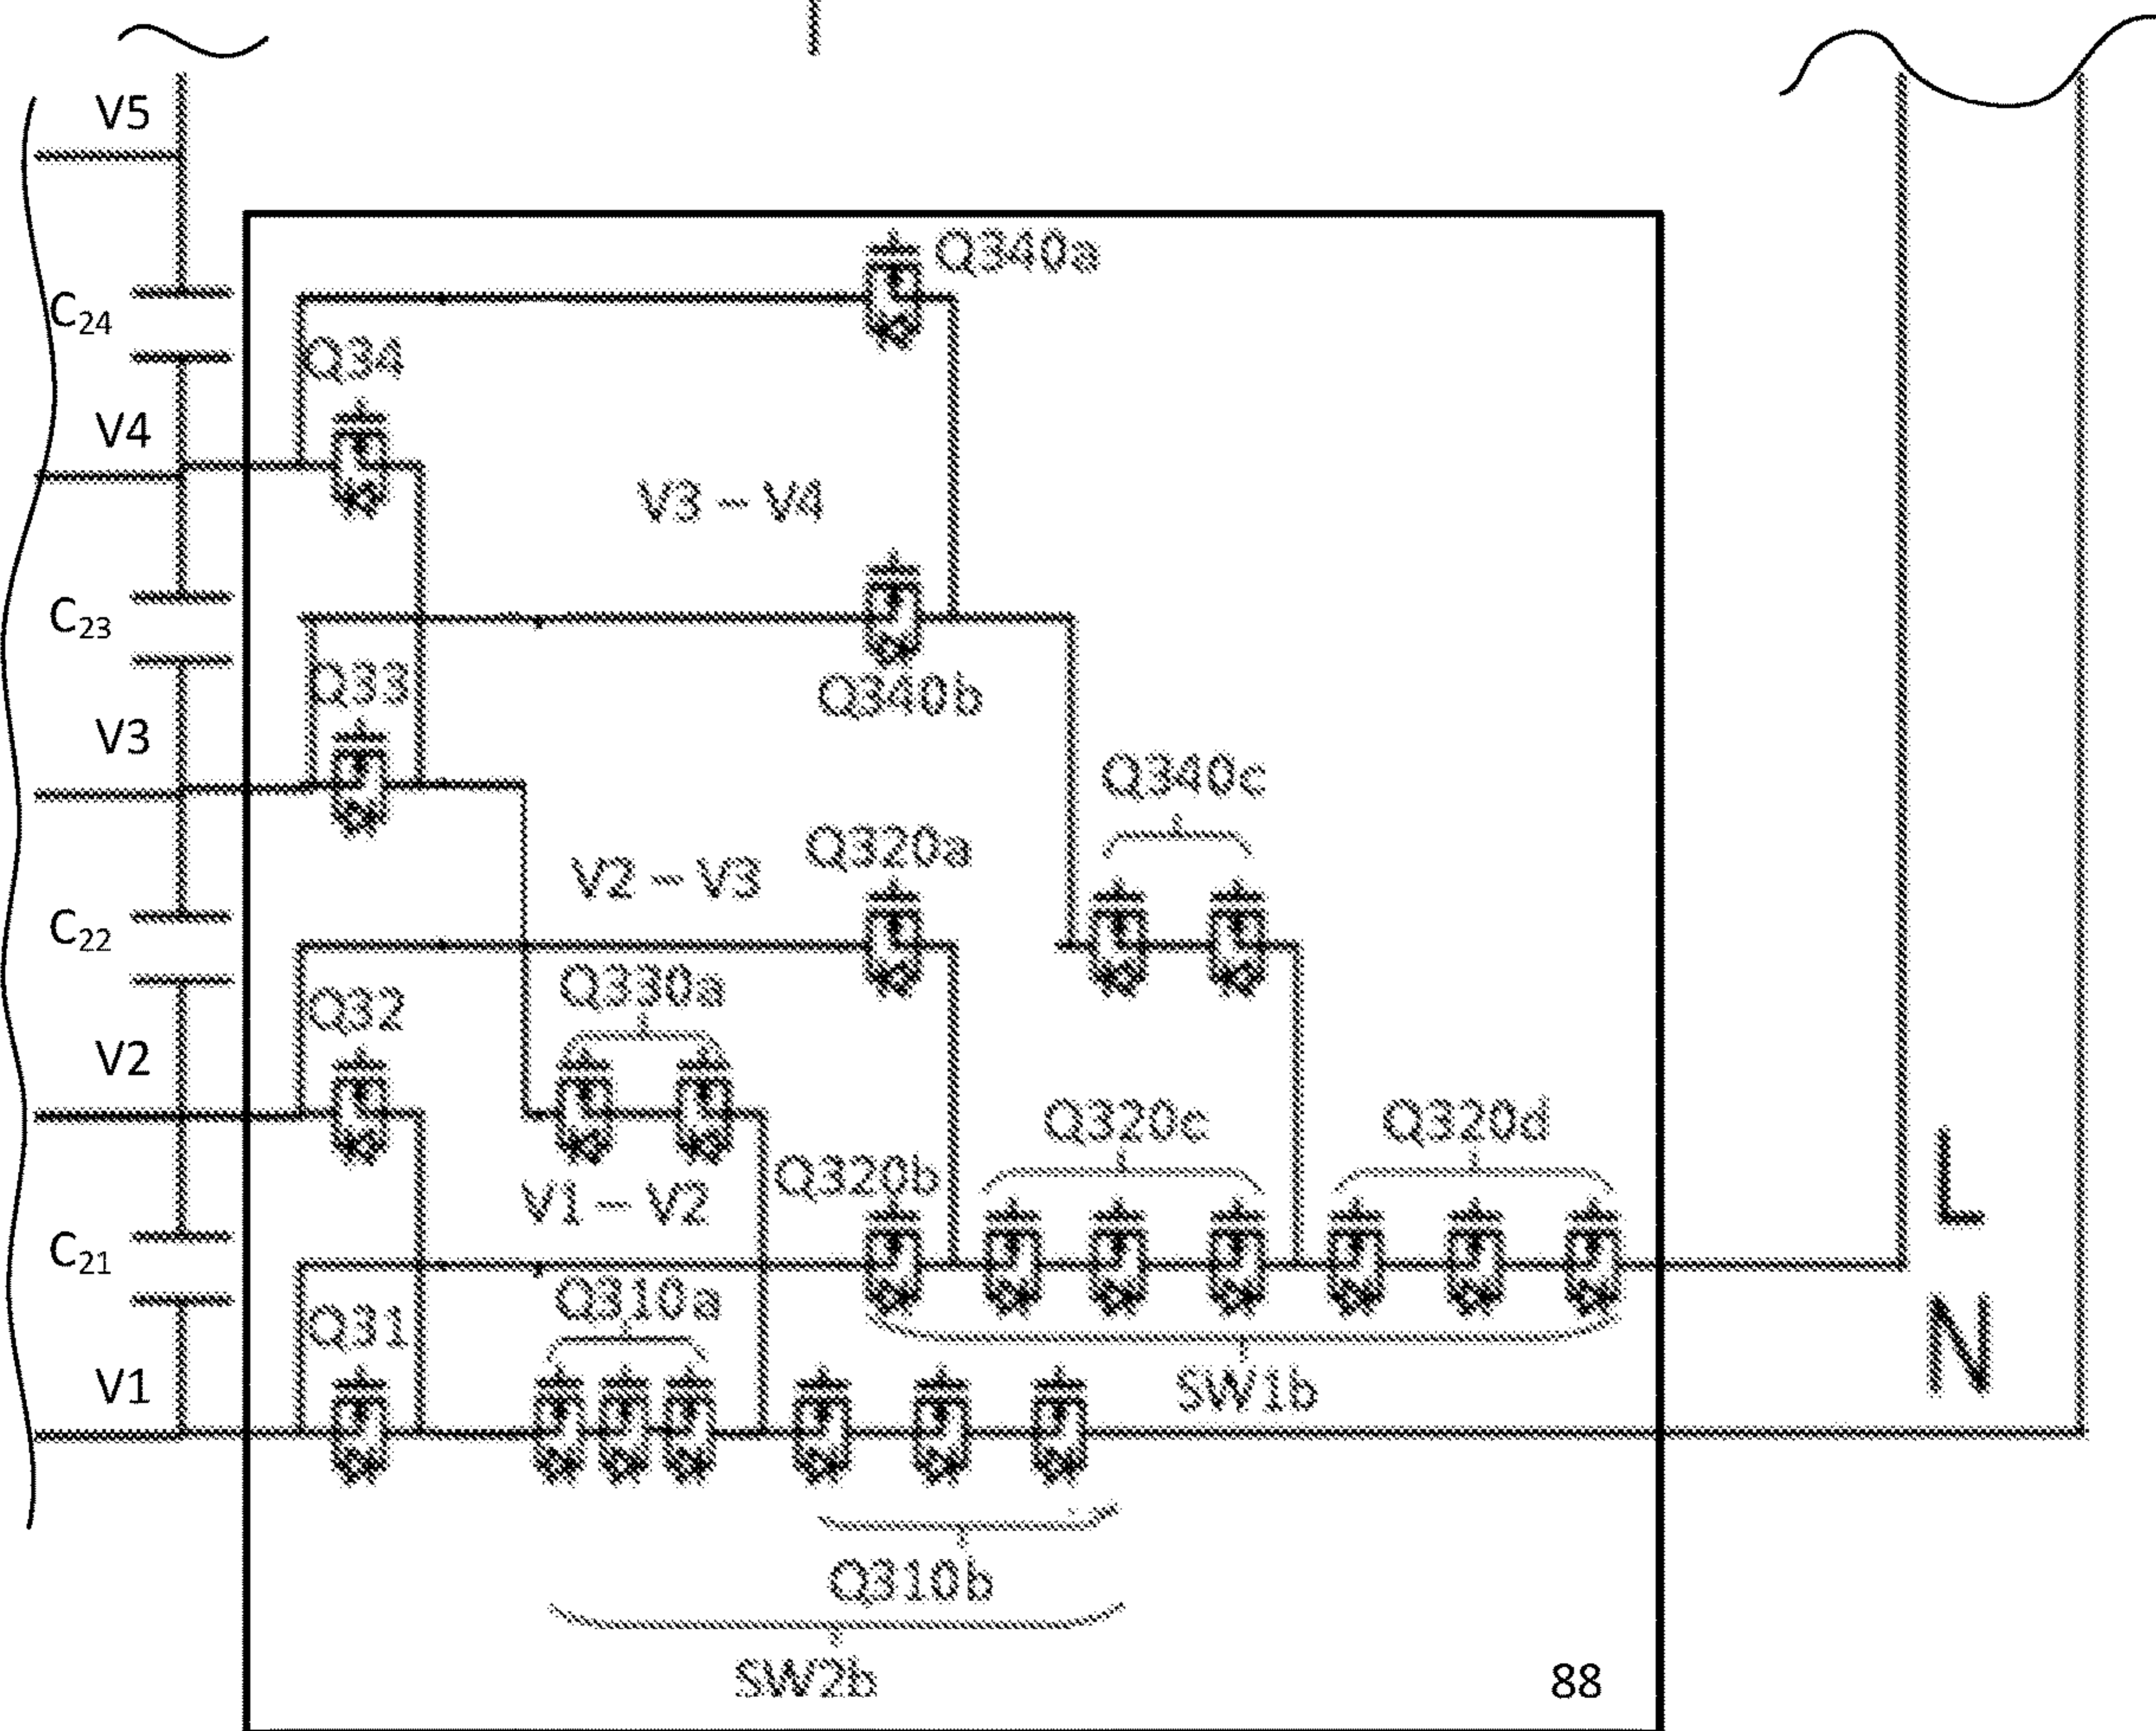 V5
Q340a
C24
Q34
V4
V3 – V4
C23
Q33
Q340b
V3
Q340c
Q320a
V2 – V3
C22
Q330a
Q32
V2
Q320c
Q320d
Q320b
V1 – V2
L
C21
Q310a
Q31
N
V1
SW1b
Q310b
SW2b
88